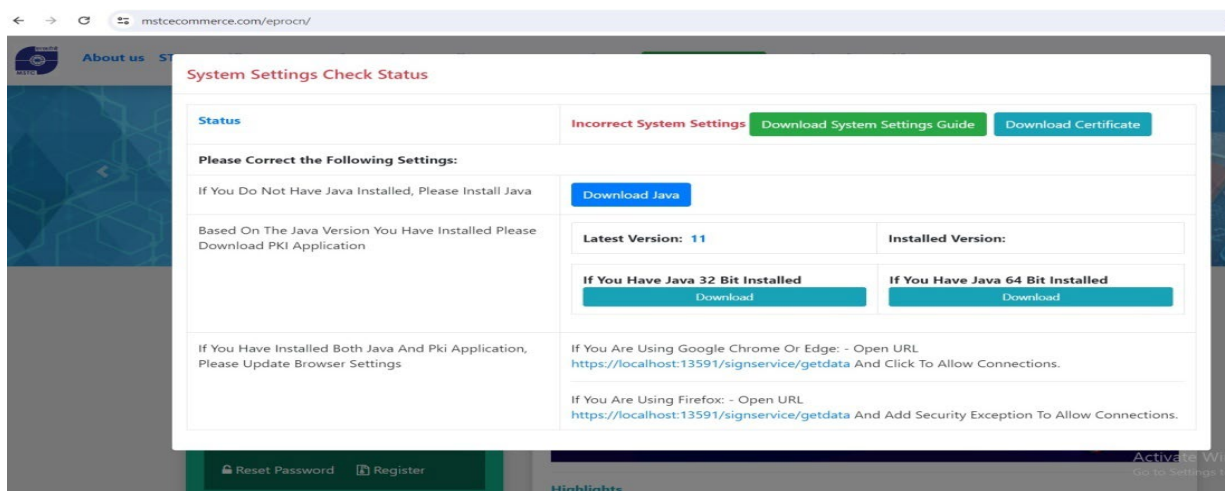 mstcecommerce.com/eprocn/
MSTC
About us ST
System Settings Check Status
Status
Incorrect System Settings Download System Settings Guide Download Certificate
Please Correct the Following Settings:
If You Do Not Have Java Installed, Please Install Java
Download Java
Based On The Java Version You Have Installed Please
Download PKI Application
Latest Version: 11
Installed Version:
If You Have Java 32 Bit Installed
Download
If You Have Java 64 Bit Installed
Download
If You Have Installed Both Java And Pki Application,
Please Update Browser Settings
If You Are Using Google Chrome Or Edge: - Open URL
https://localhost:13591/signservice/getdata And Click To Allow Connections.
If You Are Using Firefox: - Open URL
https://localhost:13591/signservice/getdata And Add Security Exception To Allow Connections.
Reset Password Register
Highlights
Activate Wi
Go to Settings t